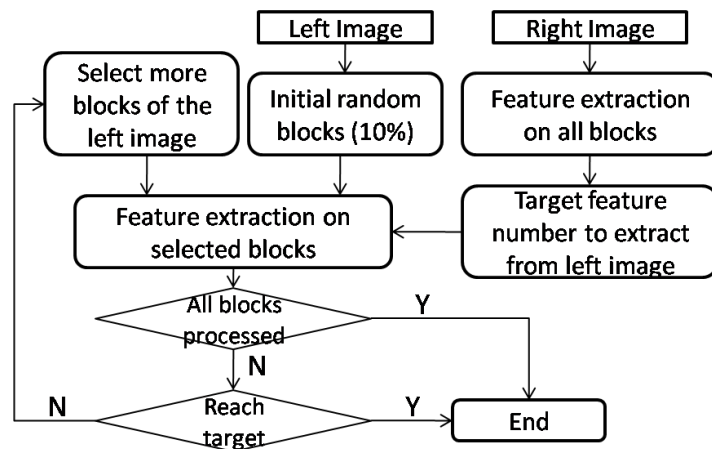 Left Image
Right Image
Select more
blocks of the
left image
Initial random
blocks (10%)
Feature extraction
on all blocks
Feature extraction on
selected blocks
Target feature
number to extract
from left image
All blocks
processed
Y
N
N
Reach
target
Y
End